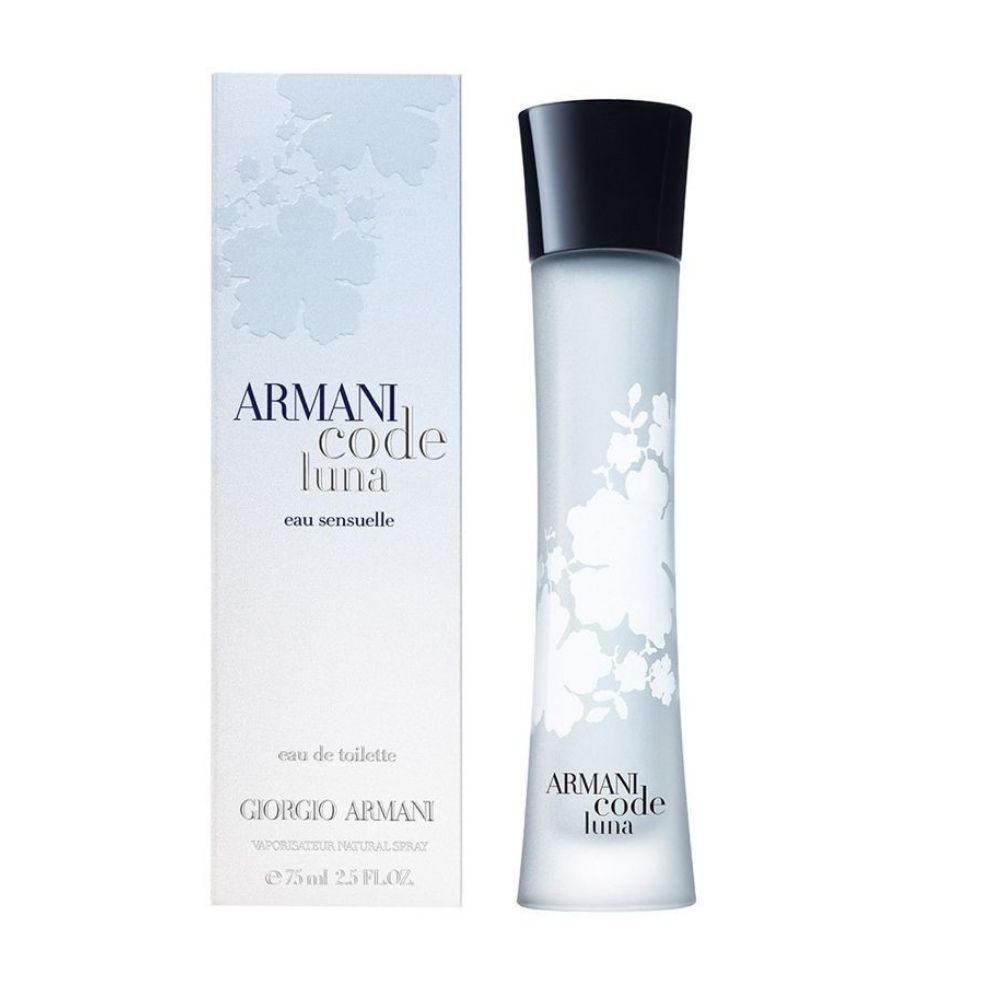 ARMANI
code
luna
eau sensuelle
eau de toilette
GIORGIO ARMANI
VAPORISATEUR NATURAL SPRAY
℮ 75 ml 2.5 FL.OZ.
ARMANI
code
luna